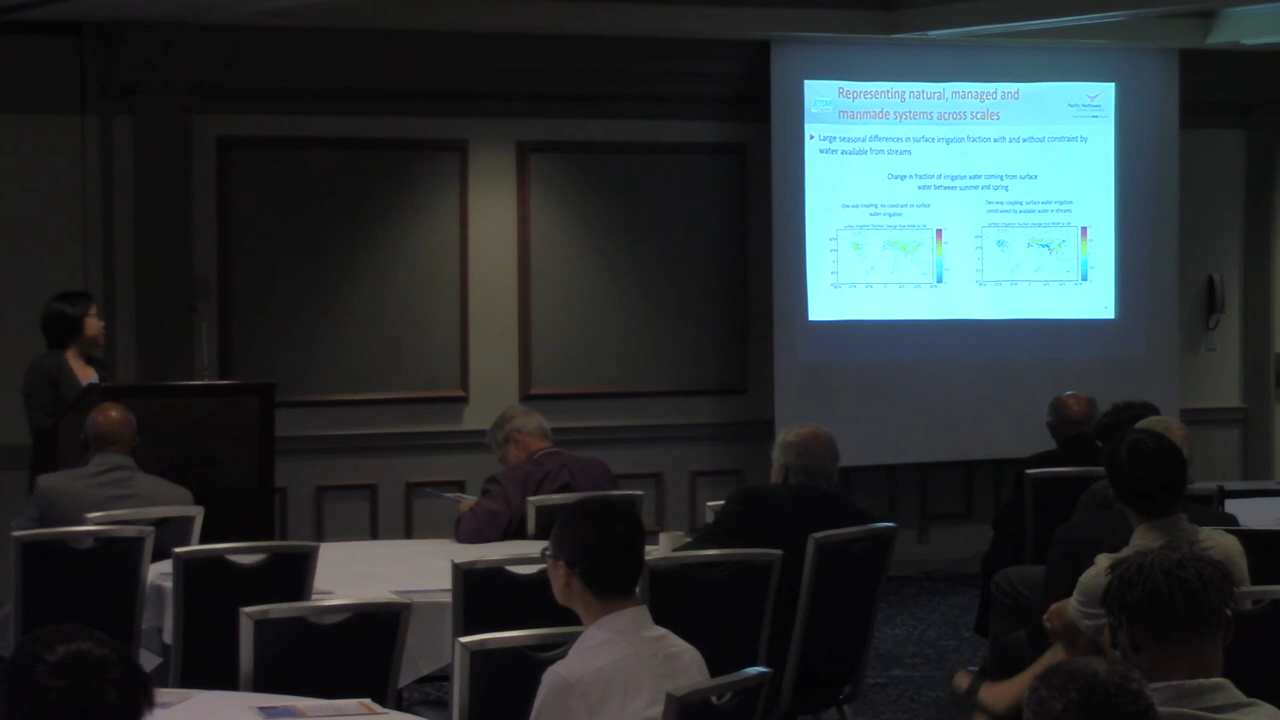 Representing natural, managed and
manmade systems across scales
Pacific Northwest
Large seasonal differences in surface irrigation fraction with and without constraint by
water available from streams
Change in fraction of irrigation water coming from surface
water between summer and spring
One-way coupling: no constraint on surface
water irrigation
Two-way coupling: surface water irrigation
constrained by available water in streams